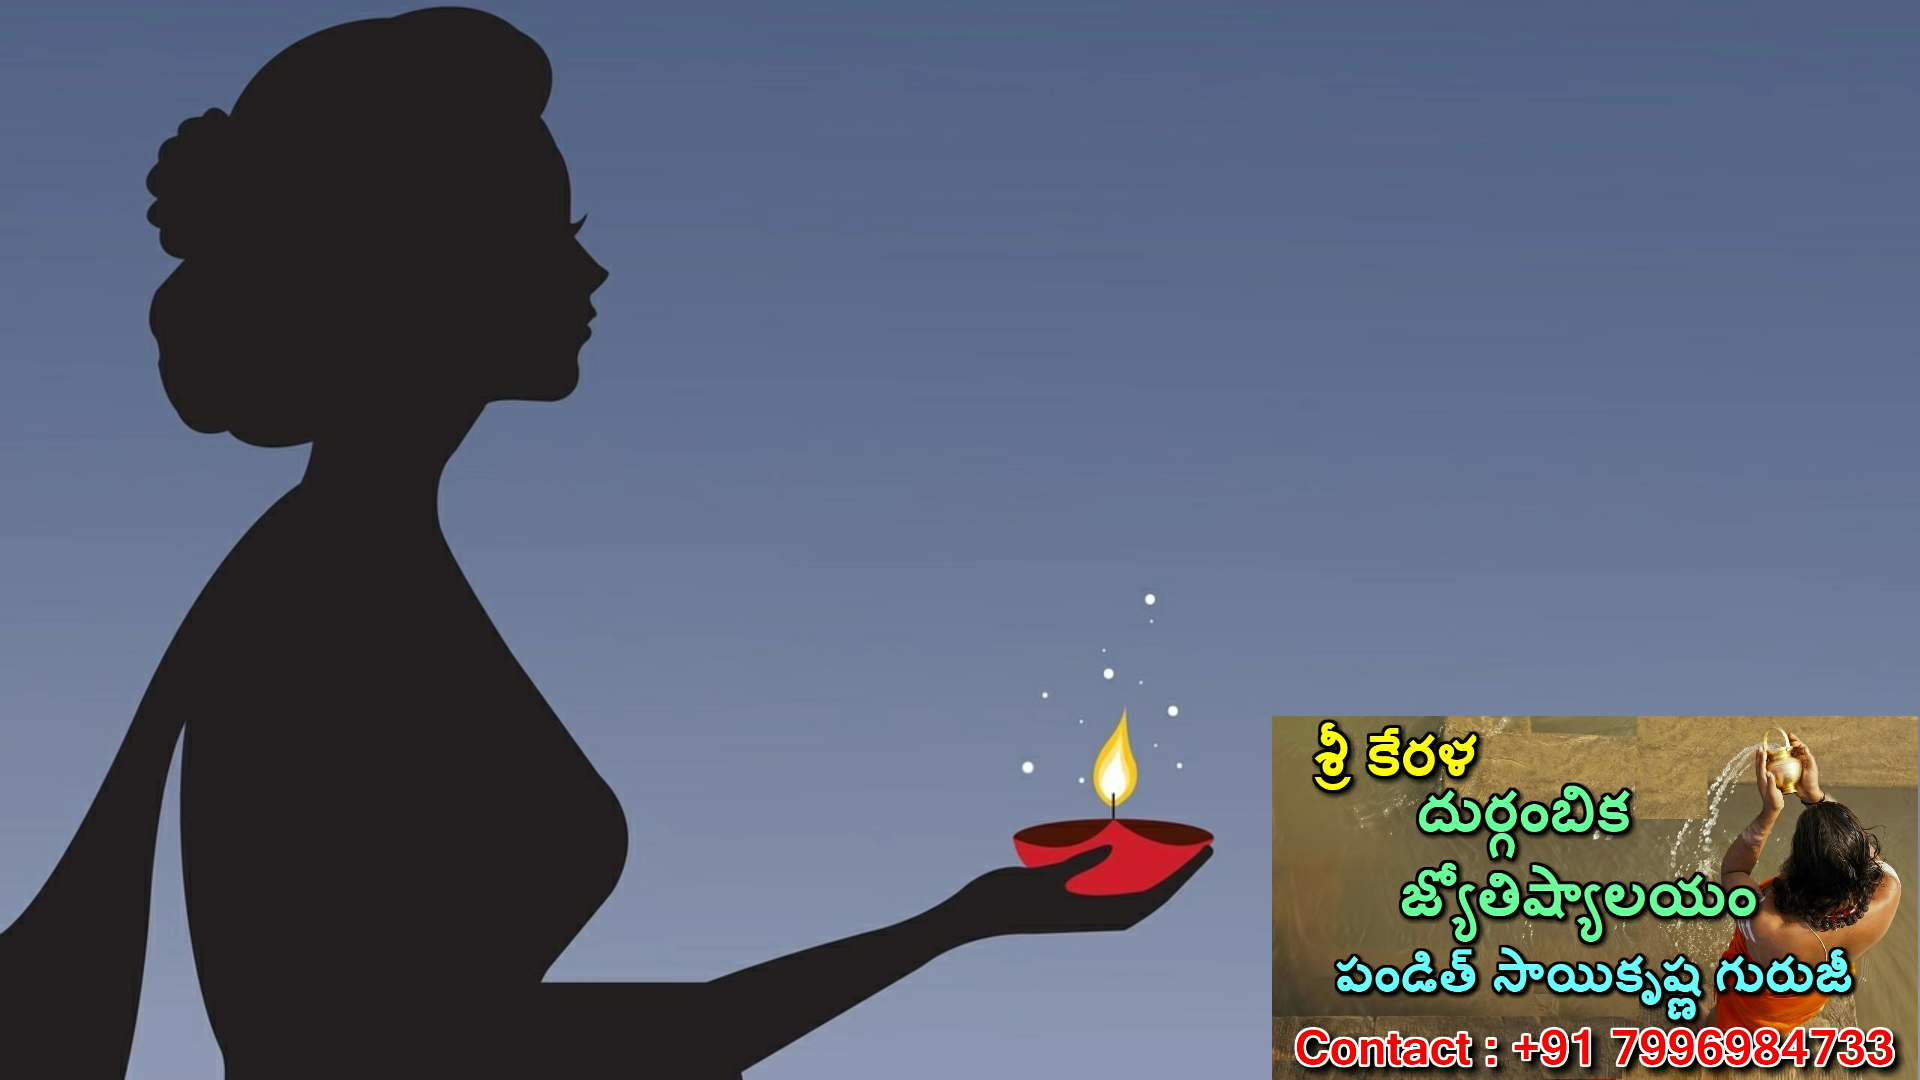 శ్రీ కేరళ
దుర్గంబిక
జ్యోతిష్యాలయం
పండిత్ సాయికృష్ణ గురుజీ
Contact : +91 7996984733